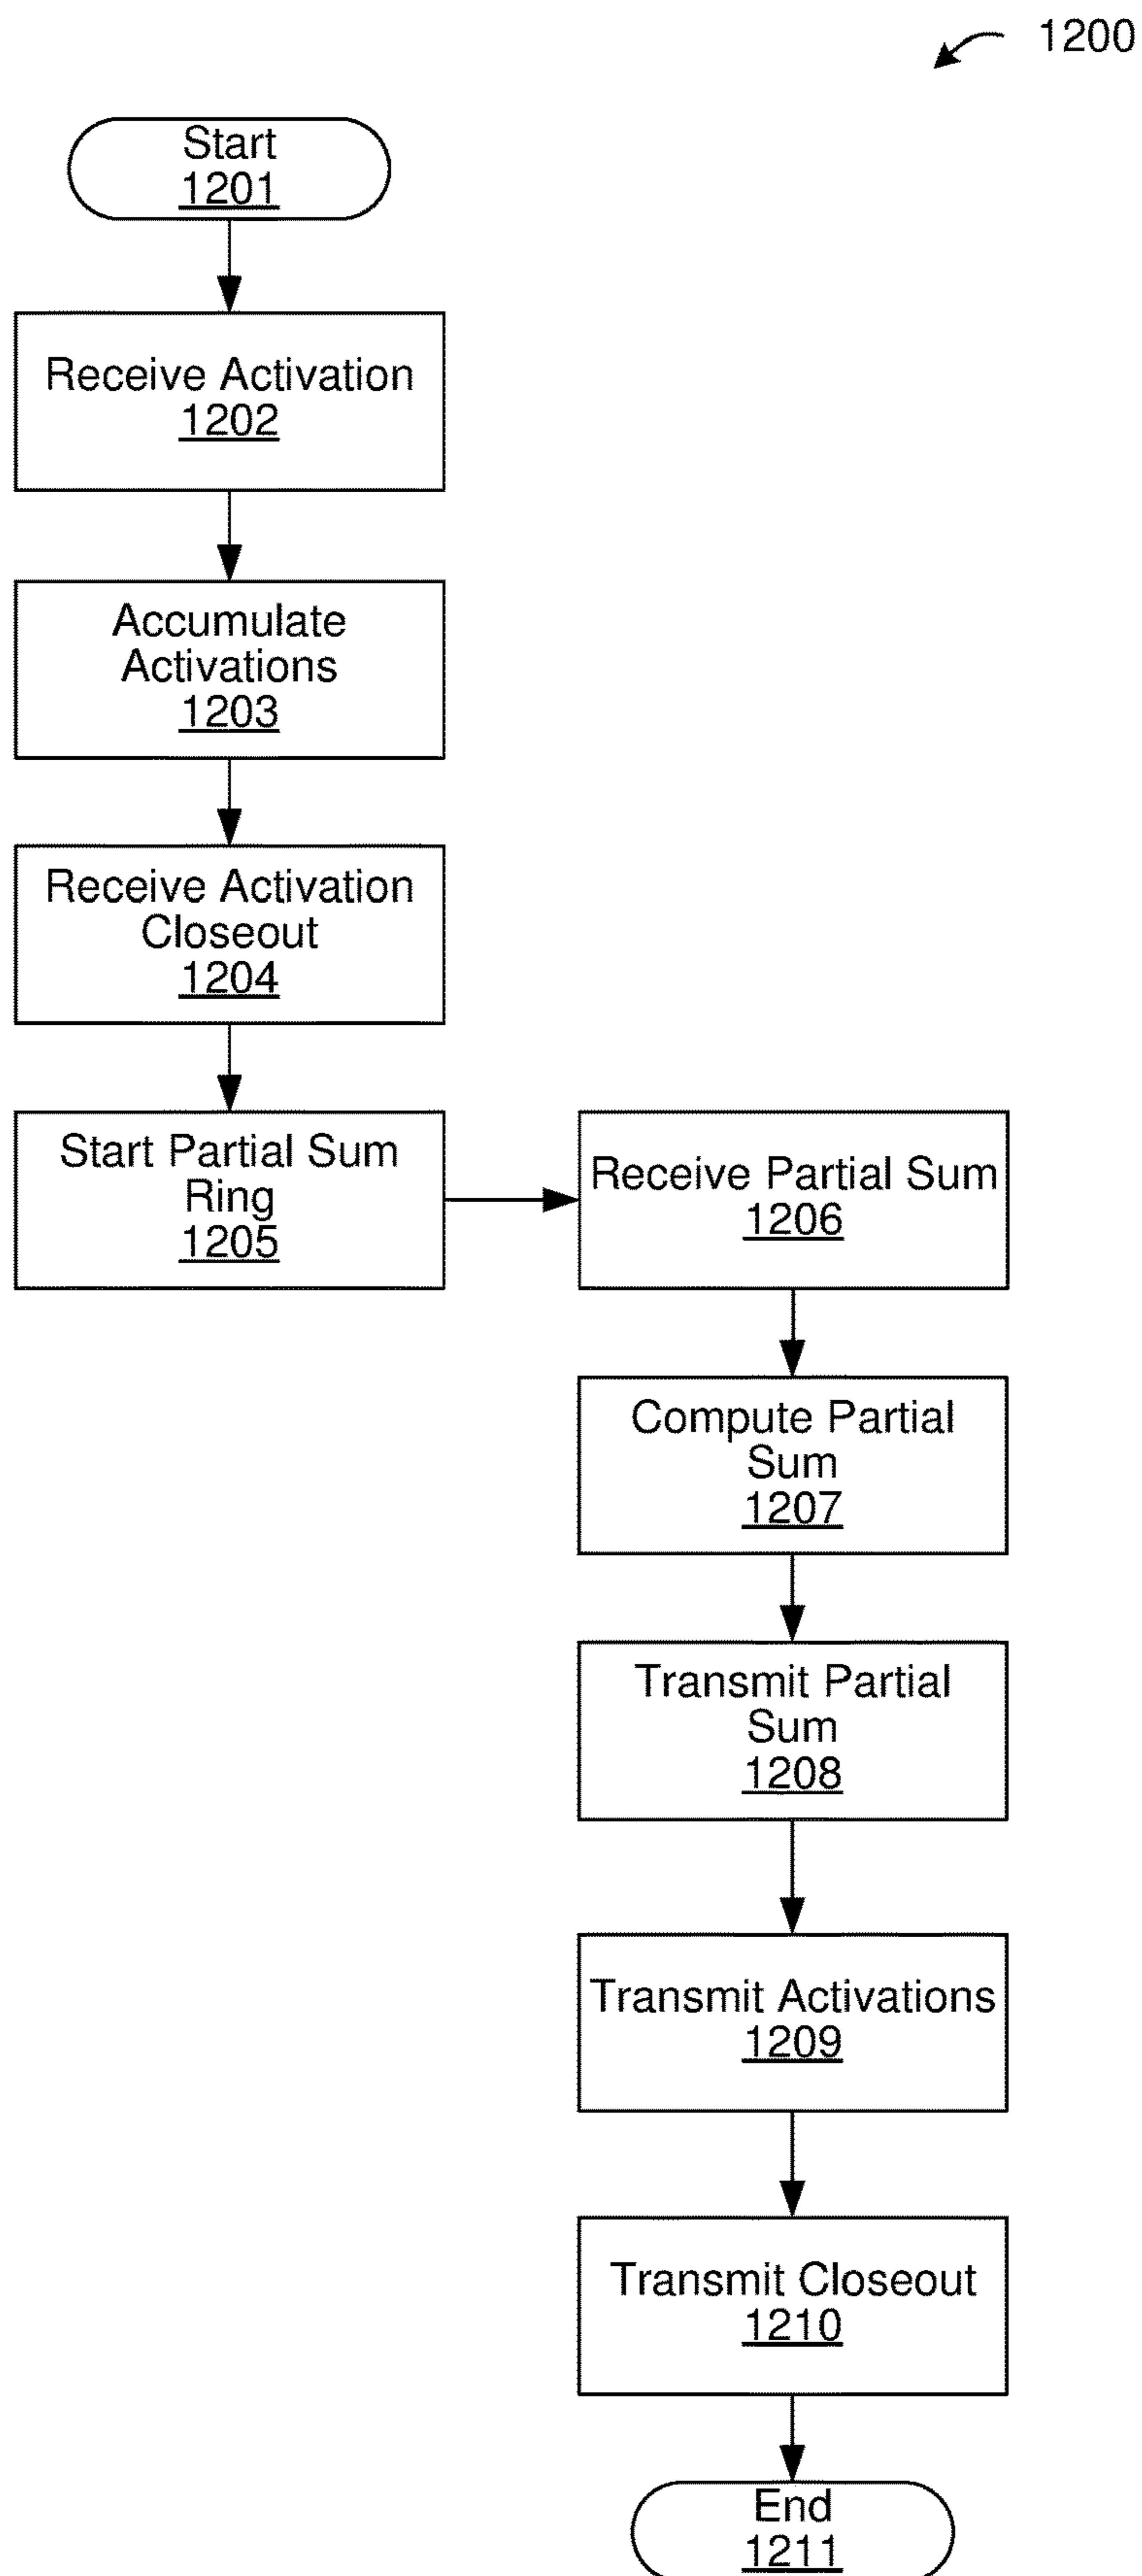 1200
Start
1201
Receive Activation
1202
Accumulate
Activations
1203
Receive Activation
Closeout
1204
Start Partial Sum
Ring
1205
Receive Partial Sum
1206
Compute Partial
Sum
1207
Transmit Partial
Sum
1208
Transmit Activations
1209
Transmit Closeout
1210
End
1211